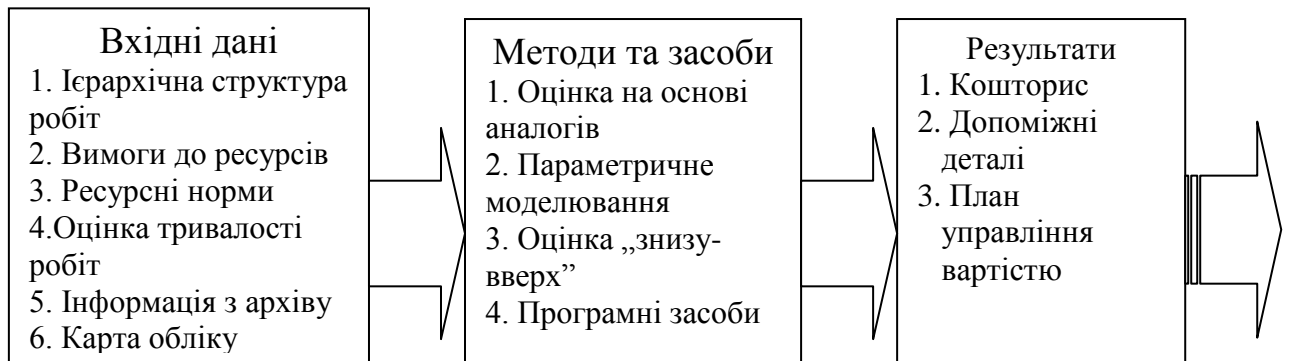 Вхідні дані
1. Ієрархічна структура
робіт
2. Вимоги до ресурсів
3. Ресурсні норми
4.Оцінка тривалості
робіт
5. Інформація з архіву
6. Карта обліку
Методи та засоби
1. Оцінка на основі
аналогів
2. Параметричне
моделювання
3. Оцінка „знизу-
вверх”
4. Програмні засоби
Результати
1. Кошторис
2. Допоміжні
деталі
3. План
управління
вартістю